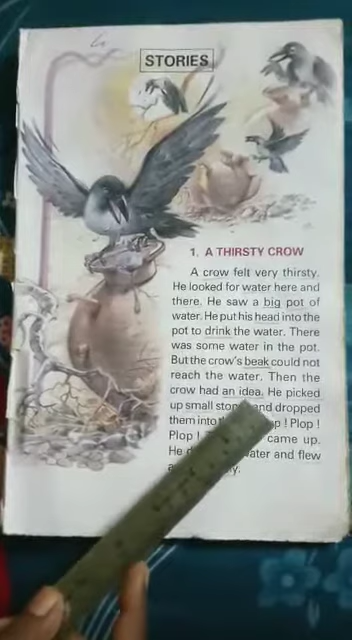 STORIES
1. A THIRSTY CROW
A crow felt very thirsty.
He looked for water here and
there. He saw a big pot of
water. He put his head into the
pot to drink the water. There
was some water in the pot.
But the crow's beak could not
reach the water. Then the
crow had an idea. He picked
up small and dropped
them into ! Plop !
Plop ! came up.
He and flew